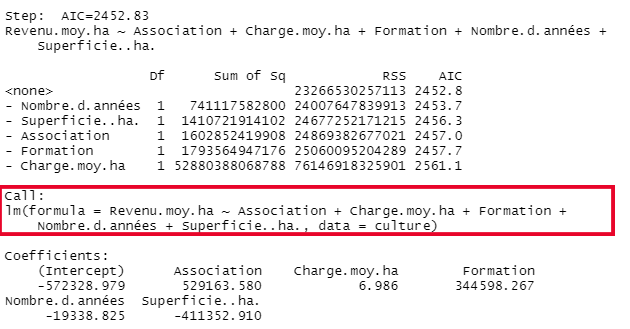 Step:  AIC=2452.83
Revenu.moy.ha ~ Association + Charge.moy.ha + Formation + Nombre.d.années +
    Superficie..ha.
                  Df      Sum of Sq            RSS    AIC
<none>                              23266530257113 2452.8
- Nombre.d.années  1   741117582800 24007647839913 2453.7
- Superficie..ha.  1  1410721914102 24677252171215 2456.3
- Association      1  1602852419908 24869382677021 2457.0
- Formation        1  1793564947176 25060095204289 2457.7
- Charge.moy.ha    1 52880388068788 76146918325901 2561.1
Call:
lm(formula = Revenu.moy.ha ~ Association + Charge.moy.ha + Formation +
    Nombre.d.années + Superficie..ha., data = culture)
Coefficients:
    (Intercept)      Association    Charge.moy.ha        Formation
    -572328.979       529163.580            6.986       344598.267
Nombre.d.années  Superficie..ha.
     -19338.825      -411352.910